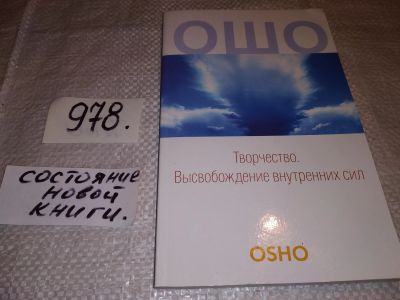 ОШО
978.
Творчество.
Высвобождение внутренних сил
состояние
новой
книги.
OSHO